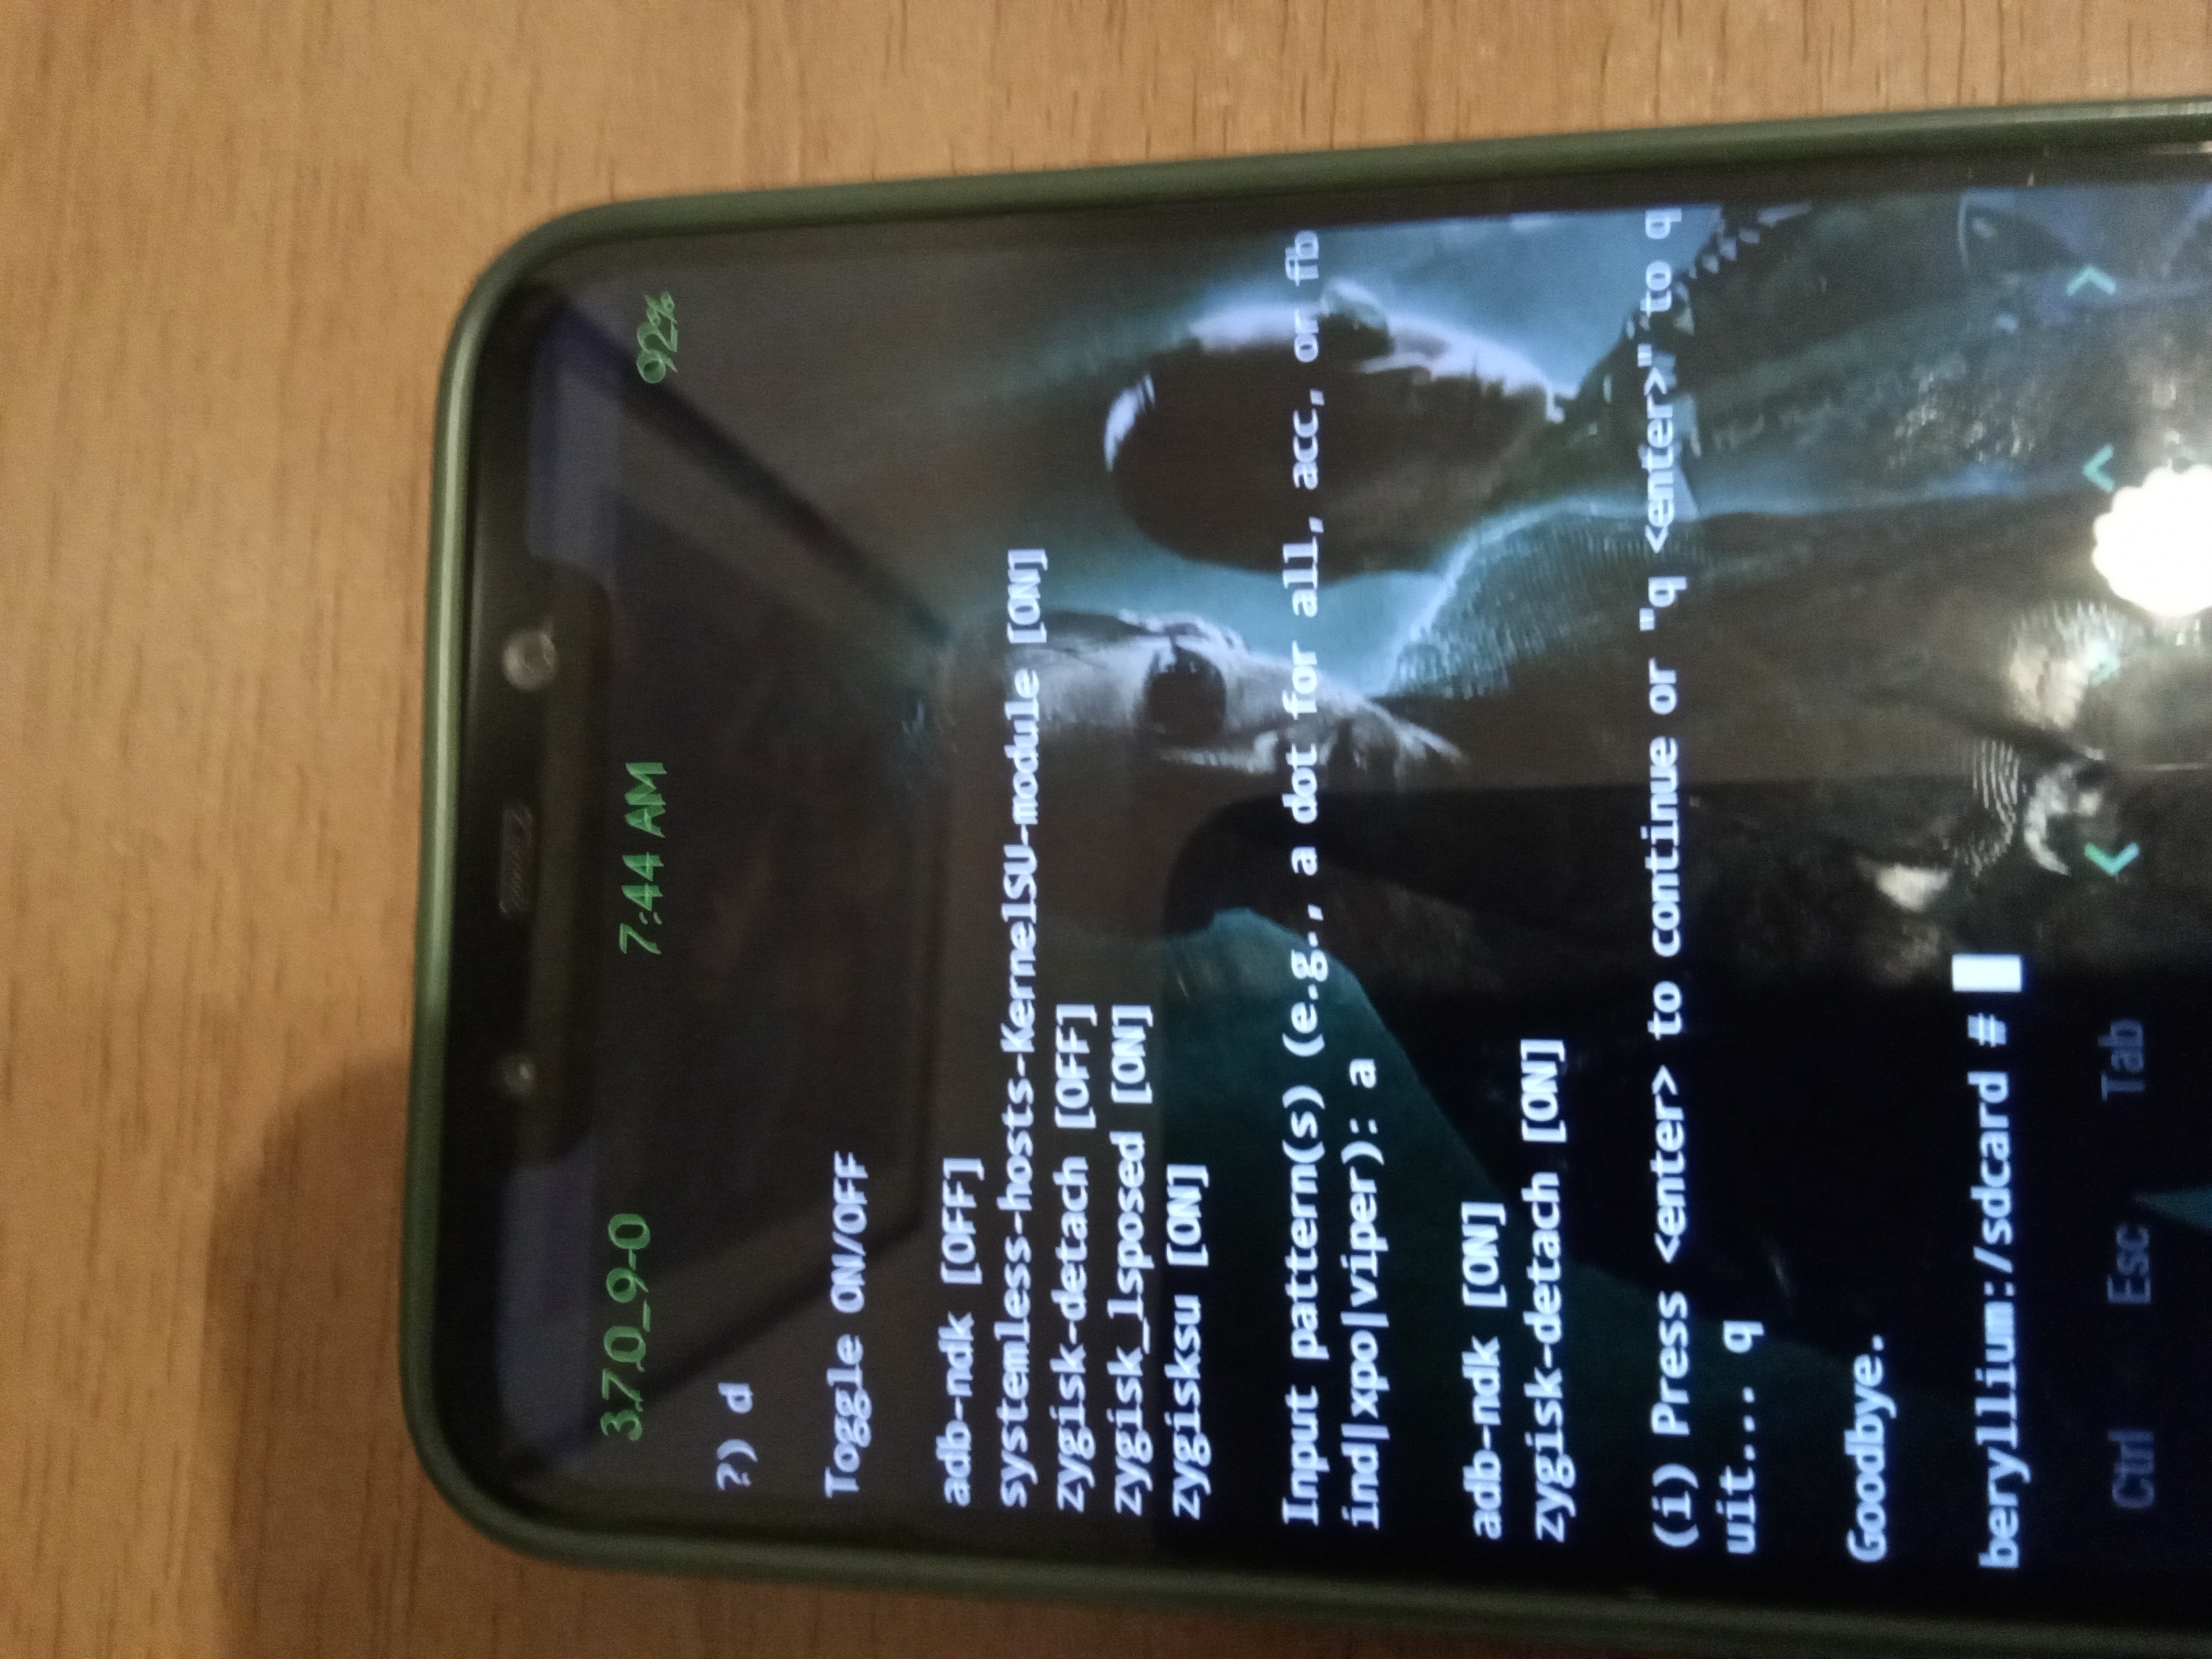 3.7.0_9-0
7:44 AM
92%
?) d
Toggle ON/OFF
adb-ndk [OFF]
systemless-hosts-KernelSU-module [ON]
zygisk-detach [OFF]
zygisk_lsposed [ON]
zygisksu [ON]
Input pattern(s) (e.g., a dot for all, acc, or fb
ind|xpo|viper): a
adb-ndk [ON]
zygisk-detach [ON]
(i) Press <enter> to continue or "q <enter>" to q
uit... q
Goodbye.
beryllium:/sdcard #
Ctrl Esc Tab < > ^ >